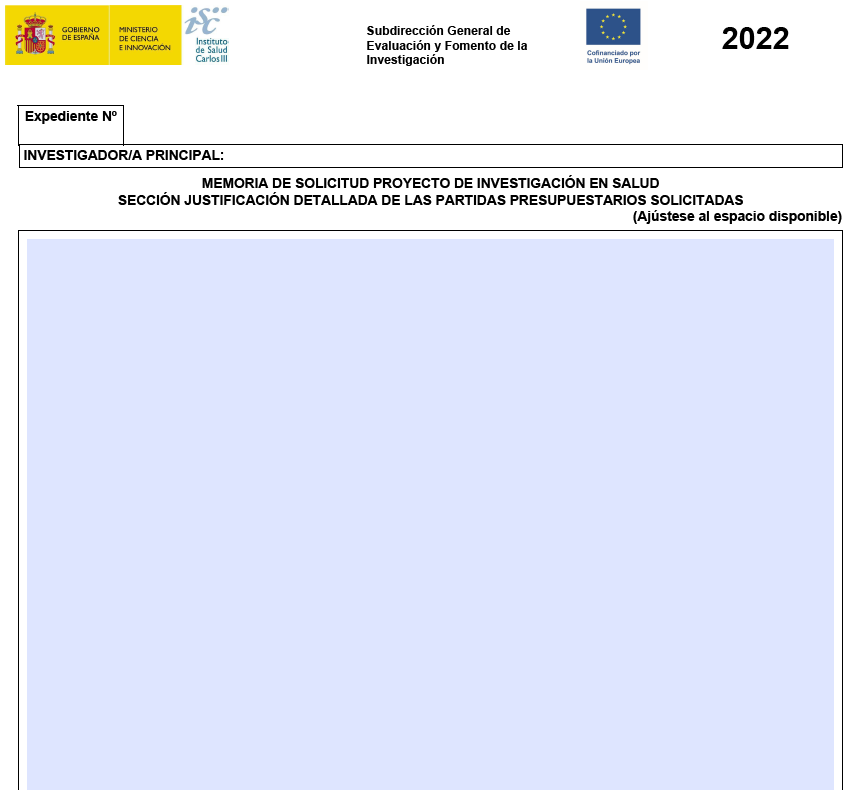 GOBIERNO
DE ESPAÑA
MINISTERIO
DE CIENCIA
E INNOVACIÓN
isc
Instituto
de Salud
Carlos III
Subdirección General de
Evaluación y Fomento de la
Investigación
Cofinanciado por
la Unión Europea
2022
Expediente Nº
INVESTIGADOR/A PRINCIPAL:
MEMORIA DE SOLICITUD PROYECTO DE INVESTIGACIÓN EN SALUD
SECCIÓN JUSTIFICACIÓN DETALLADA DE LAS PARTIDAS PRESUPUESTARIOS SOLICITADAS
(Ajústese al espacio disponible)